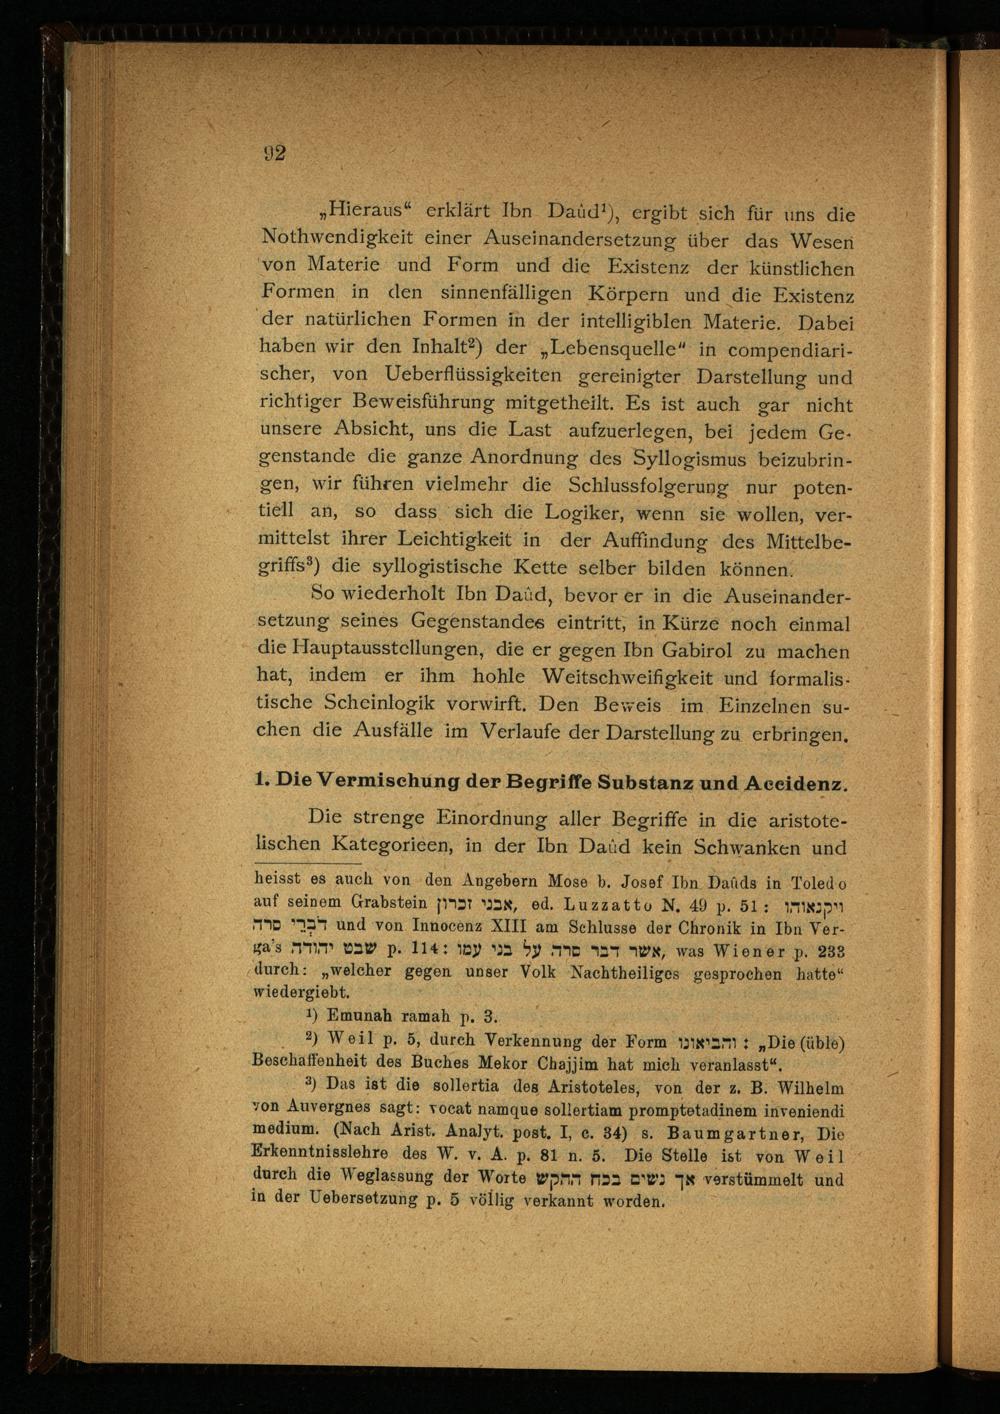 92
„Hieraus“ erklärt Ibn Daûd¹), ergibt sich für uns die
Nothwendigkeit einer Auseinandersetzung über das Wesen
von Materie und Form und die Existenz der künstlichen
Formen in den sinnenfälligen Körpern und die Existenz
der natürlichen Formen in der intelligiblen Materie. Dabei
haben wir den Inhalt²) der „Lebensquelle“ in compendiari-
scher, von Ueberflüssigkeiten gereinigter Darstellung und
richtiger Beweisführung mitgetheilt. Es ist auch gar nicht
unsere Absicht, uns die Last aufzuerlegen, bei jedem Ge-
genstande die ganze Anordnung des Syllogismus beizubrin-
gen, wir führen vielmehr die Schlussfolgerung nur poten-
tiell an, so dass sich die Logiker, wenn sie wollen, ver-
mittelst ihrer Leichtigkeit in der Auffindung des Mittelbe-
griffs³) die syllogistische Kette selber bilden können.
So wiederholt Ibn Daûd, bevor er in die Auseinander-
setzung seines Gegenstandes eintritt, in Kürze noch einmal
die Hauptausstellungen, die er gegen Ibn Gabirol zu machen
hat, indem er ihm hohle Weitschweifigkeit und formalis-
tische Scheinlogik vorwirft. Den Beweis im Einzelnen su-
chen die Ausfälle im Verlaufe der Darstellung zu erbringen.
1. Die Vermischung der Begriffe Substanz und Accidenz.
Die strenge Einordnung aller Begriffe in die aristote-
lischen Kategorieen, in der Ibn Daûd kein Schwanken und
heisst es auch von den Angebern Mose b. Josef Ibn Daûds in Toledo
auf seinem Grabstein אבני זכרון, ed. Luzzatto N. 49 p. 51: ויקנאוהו
דברי סרה und von Innocenz XIII am Schlusse der Chronik in Ibn Ver-
ga's שבט יהודה p. 114: אשר דבר סרה על בני עמו, was Wiener p. 233
durch: „welcher gegen unser Volk Nachtheiliges gesprochen hatte“
wiedergiebt.
¹) Emunah ramah p. 3.
²) Weil p. 5, durch Verkennung der Form והביאונו: „Die (üble)
Beschaffenheit des Buches Mekor Chajjim hat mich veranlasst“.
³) Das ist die sollertia des Aristoteles, von der z. B. Wilhelm
von Auvergnes sagt: vocat namque sollertiam promptetadinem inveniendi
medium. (Nach Arist. Analyt. post. I, c. 34) s. Baumgartner, Die
Erkenntnisslehre des W. v. A. p. 81 n. 5. Die Stelle ist von Weil
durch die Weglassung der Worte אך נשים בכח ההקש verstümmelt und
in der Uebersetzung p. 5 völlig verkannt worden.